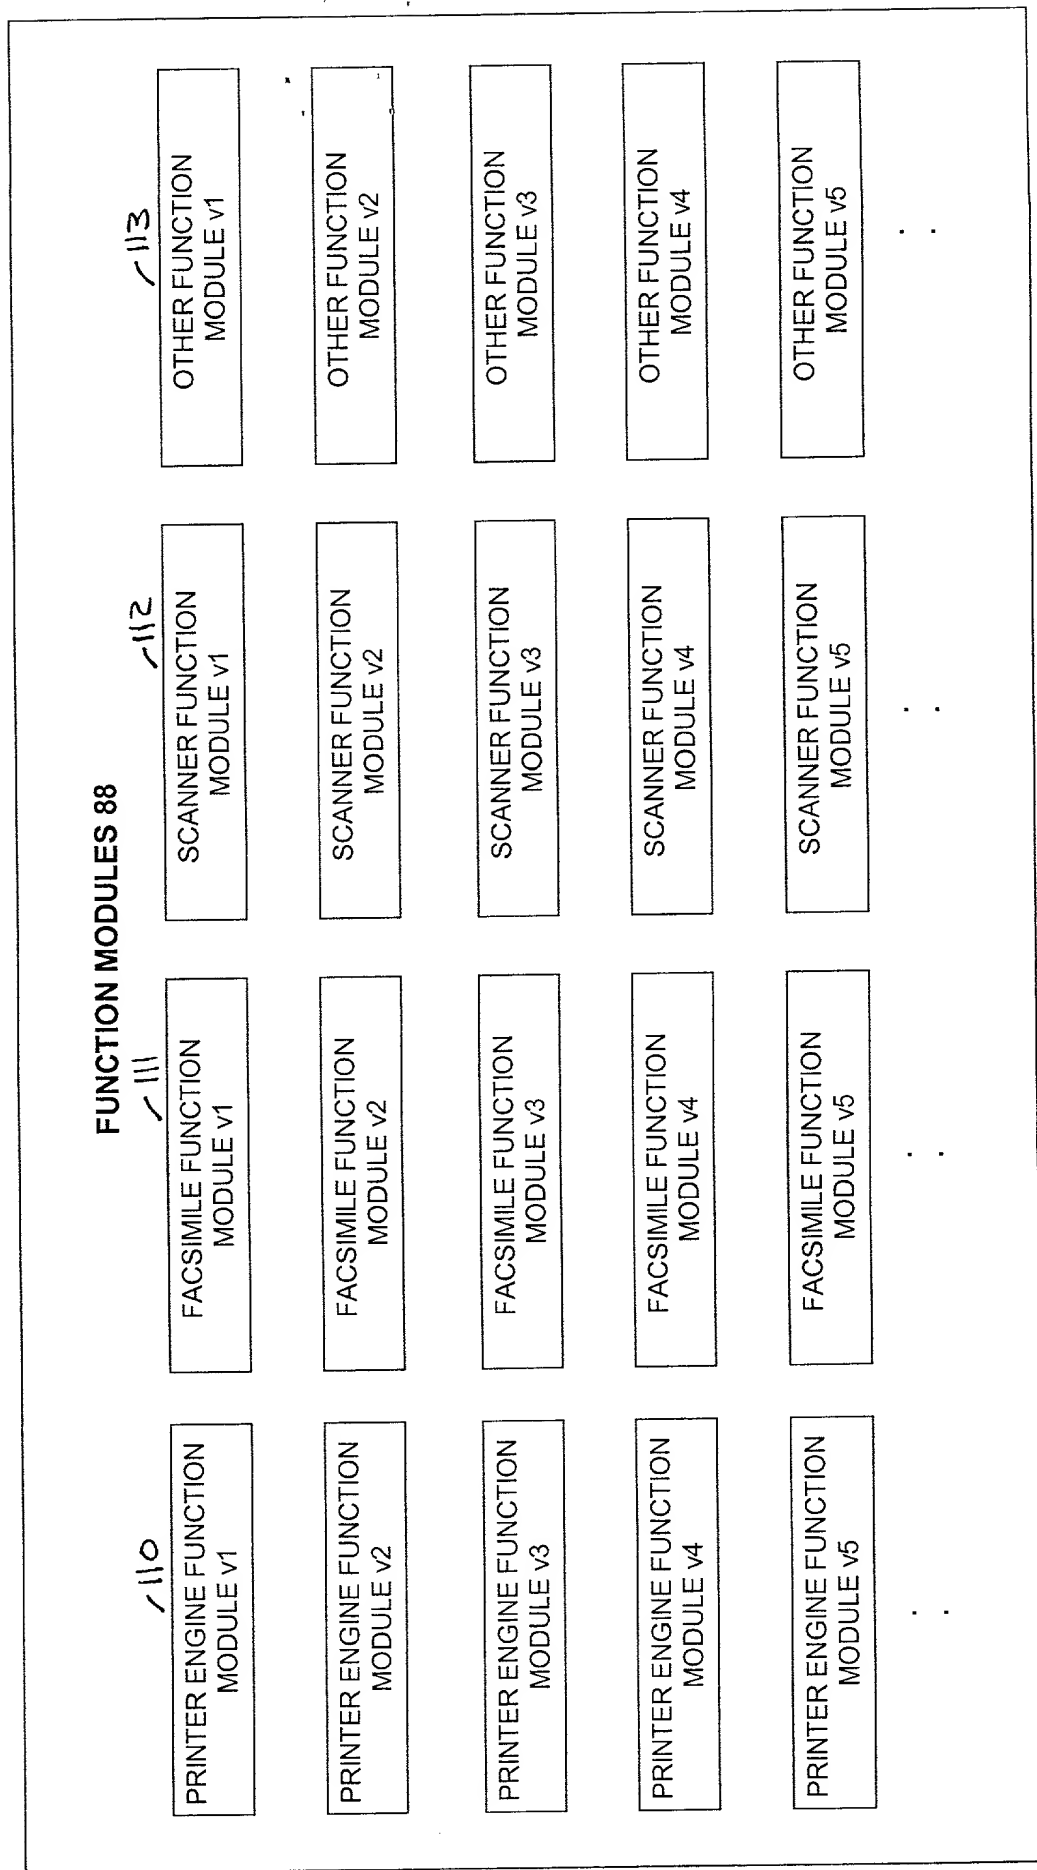 FUNCTION MODULES 88
110
111
112
113
PRINTER ENGINE FUNCTION
MODULE v1
FACSIMILE FUNCTION
MODULE v1
SCANNER FUNCTION
MODULE v1
OTHER FUNCTION
MODULE v1
PRINTER ENGINE FUNCTION
MODULE v2
FACSIMILE FUNCTION
MODULE v2
SCANNER FUNCTION
MODULE v2
OTHER FUNCTION
MODULE v2
PRINTER ENGINE FUNCTION
MODULE v3
FACSIMILE FUNCTION
MODULE v3
SCANNER FUNCTION
MODULE v3
OTHER FUNCTION
MODULE v3
PRINTER ENGINE FUNCTION
MODULE v4
FACSIMILE FUNCTION
MODULE v4
SCANNER FUNCTION
MODULE v4
OTHER FUNCTION
MODULE v4
PRINTER ENGINE FUNCTION
MODULE v5
FACSIMILE FUNCTION
MODULE v5
SCANNER FUNCTION
MODULE v5
OTHER FUNCTION
MODULE v5